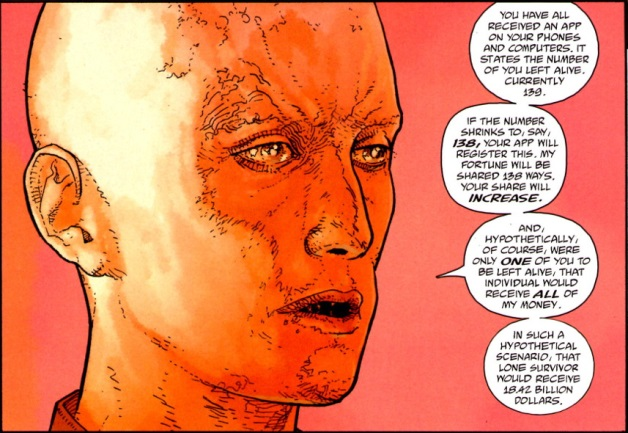 YOU HAVE ALL
RECEIVED AN APP
ON YOUR PHONES
AND COMPUTERS. IT
STATES THE NUMBER
OF YOU LEFT ALIVE.
CURRENTLY
139.
IF THE NUMBER
SHRINKS TO, SAY,
138, YOUR APP WILL
REGISTER THIS. MY
FORTUNE WILL BE
SHARED 138 WAYS.
YOUR SHARE WILL
INCREASE.
AND,
HYPOTHETICALLY,
OF COURSE, WERE
ONLY ONE OF YOU TO
BE LEFT ALIVE, THAT
INDIVIDUAL WOULD
RECEIVE ALL OF
MY MONEY.
IN SUCH A
HYPOTHETICAL
SCENARIO, THAT
LONE SURVIVOR
WOULD RECEIVE
18.42 BILLION
DOLLARS.